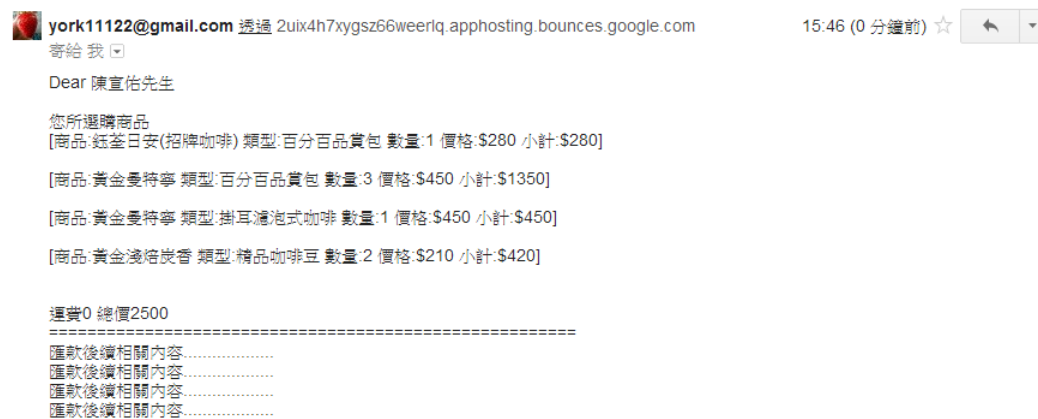 york11122@gmail.com 透過 2uix4h7xygsz66weerlq.apphosting.bounces.google.com 15:46 (0 分鐘前)
寄給 我
Dear 陳宣佑先生
您所選購商品
[商品:鈺荃日安(招牌咖啡) 類型:百分百品賞包 數量:1 價格:$280 小計:$280]
[商品:黃金曼特寧 類型:百分百品賞包 數量:3 價格:$450 小計:$1350]
[商品:黃金曼特寧 類型:掛耳濾泡式咖啡 數量:1 價格:$450 小計:$450]
[商品:黃金淺焙炭香 類型:精品咖啡豆 數量:2 價格:$210 小計:$420]
運費0 總價2500
=======================================================
匯款後續相關內容...................
匯款後續相關內容...................
匯款後續相關內容...................
匯款後續相關內容...................